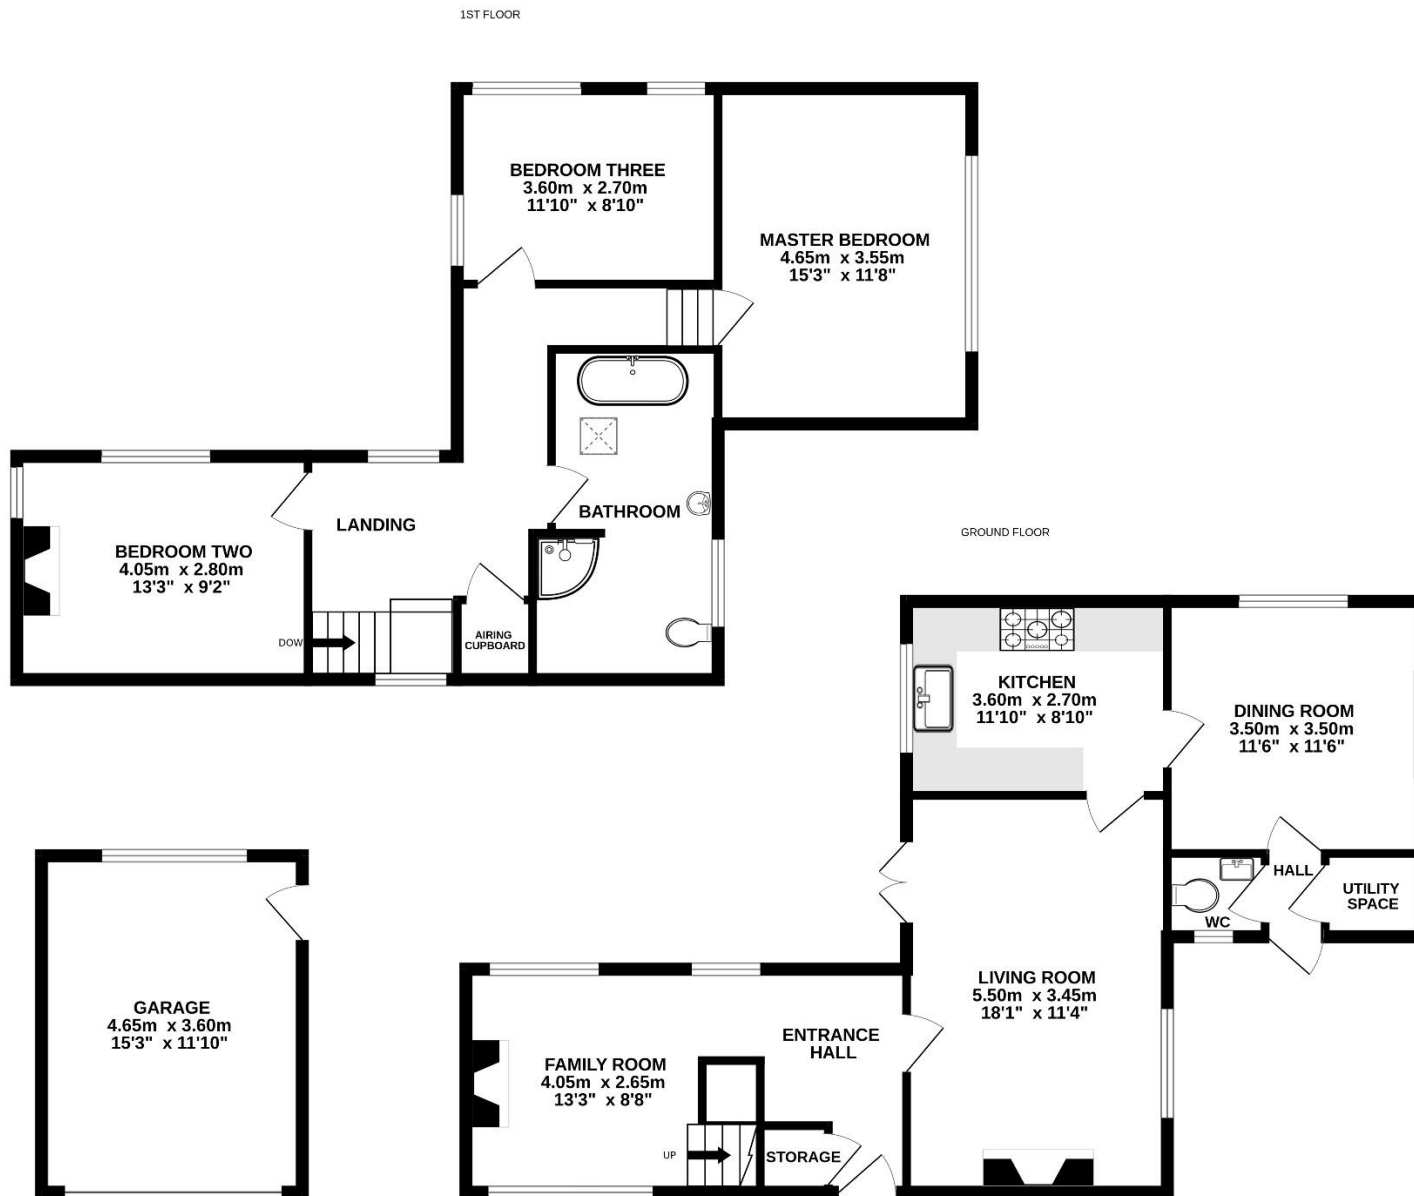 1ST FLOOR
BEDROOM THREE
3.60m x 2.70m
11'10" x 8'10"
MASTER BEDROOM
4.65m x 3.55m
15'3" x 11'8"
BATHROOM
LANDING
BEDROOM TWO
4.05m x 2.80m
13'3" x 9'2"
DOW
AIRING
CUPBOARD
GROUND FLOOR
KITCHEN
3.60m x 2.70m
11'10" x 8'10"
DINING ROOM
3.50m x 3.50m
11'6" x 11'6"
HALL
UTILITY
SPACE
WC
LIVING ROOM
5.50m x 3.45m
18'1" x 11'4"
GARAGE
4.65m x 3.60m
15'3" x 11'10"
ENTRANCE
HALL
FAMILY ROOM
4.05m x 2.65m
13'3" x 8'8"
UP
STORAGE